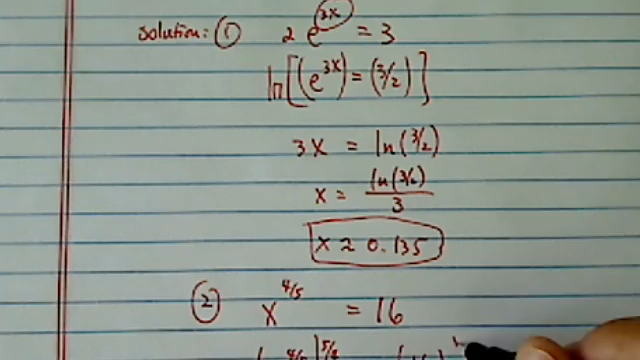 Solution: ① 2 e^(3x) = 3
ln[(e^(3x)) = (3/2)]
3x = ln(3/2)
x = ln(3/2) / 3
x ≈ 0.135
② x^(4/5) = 16